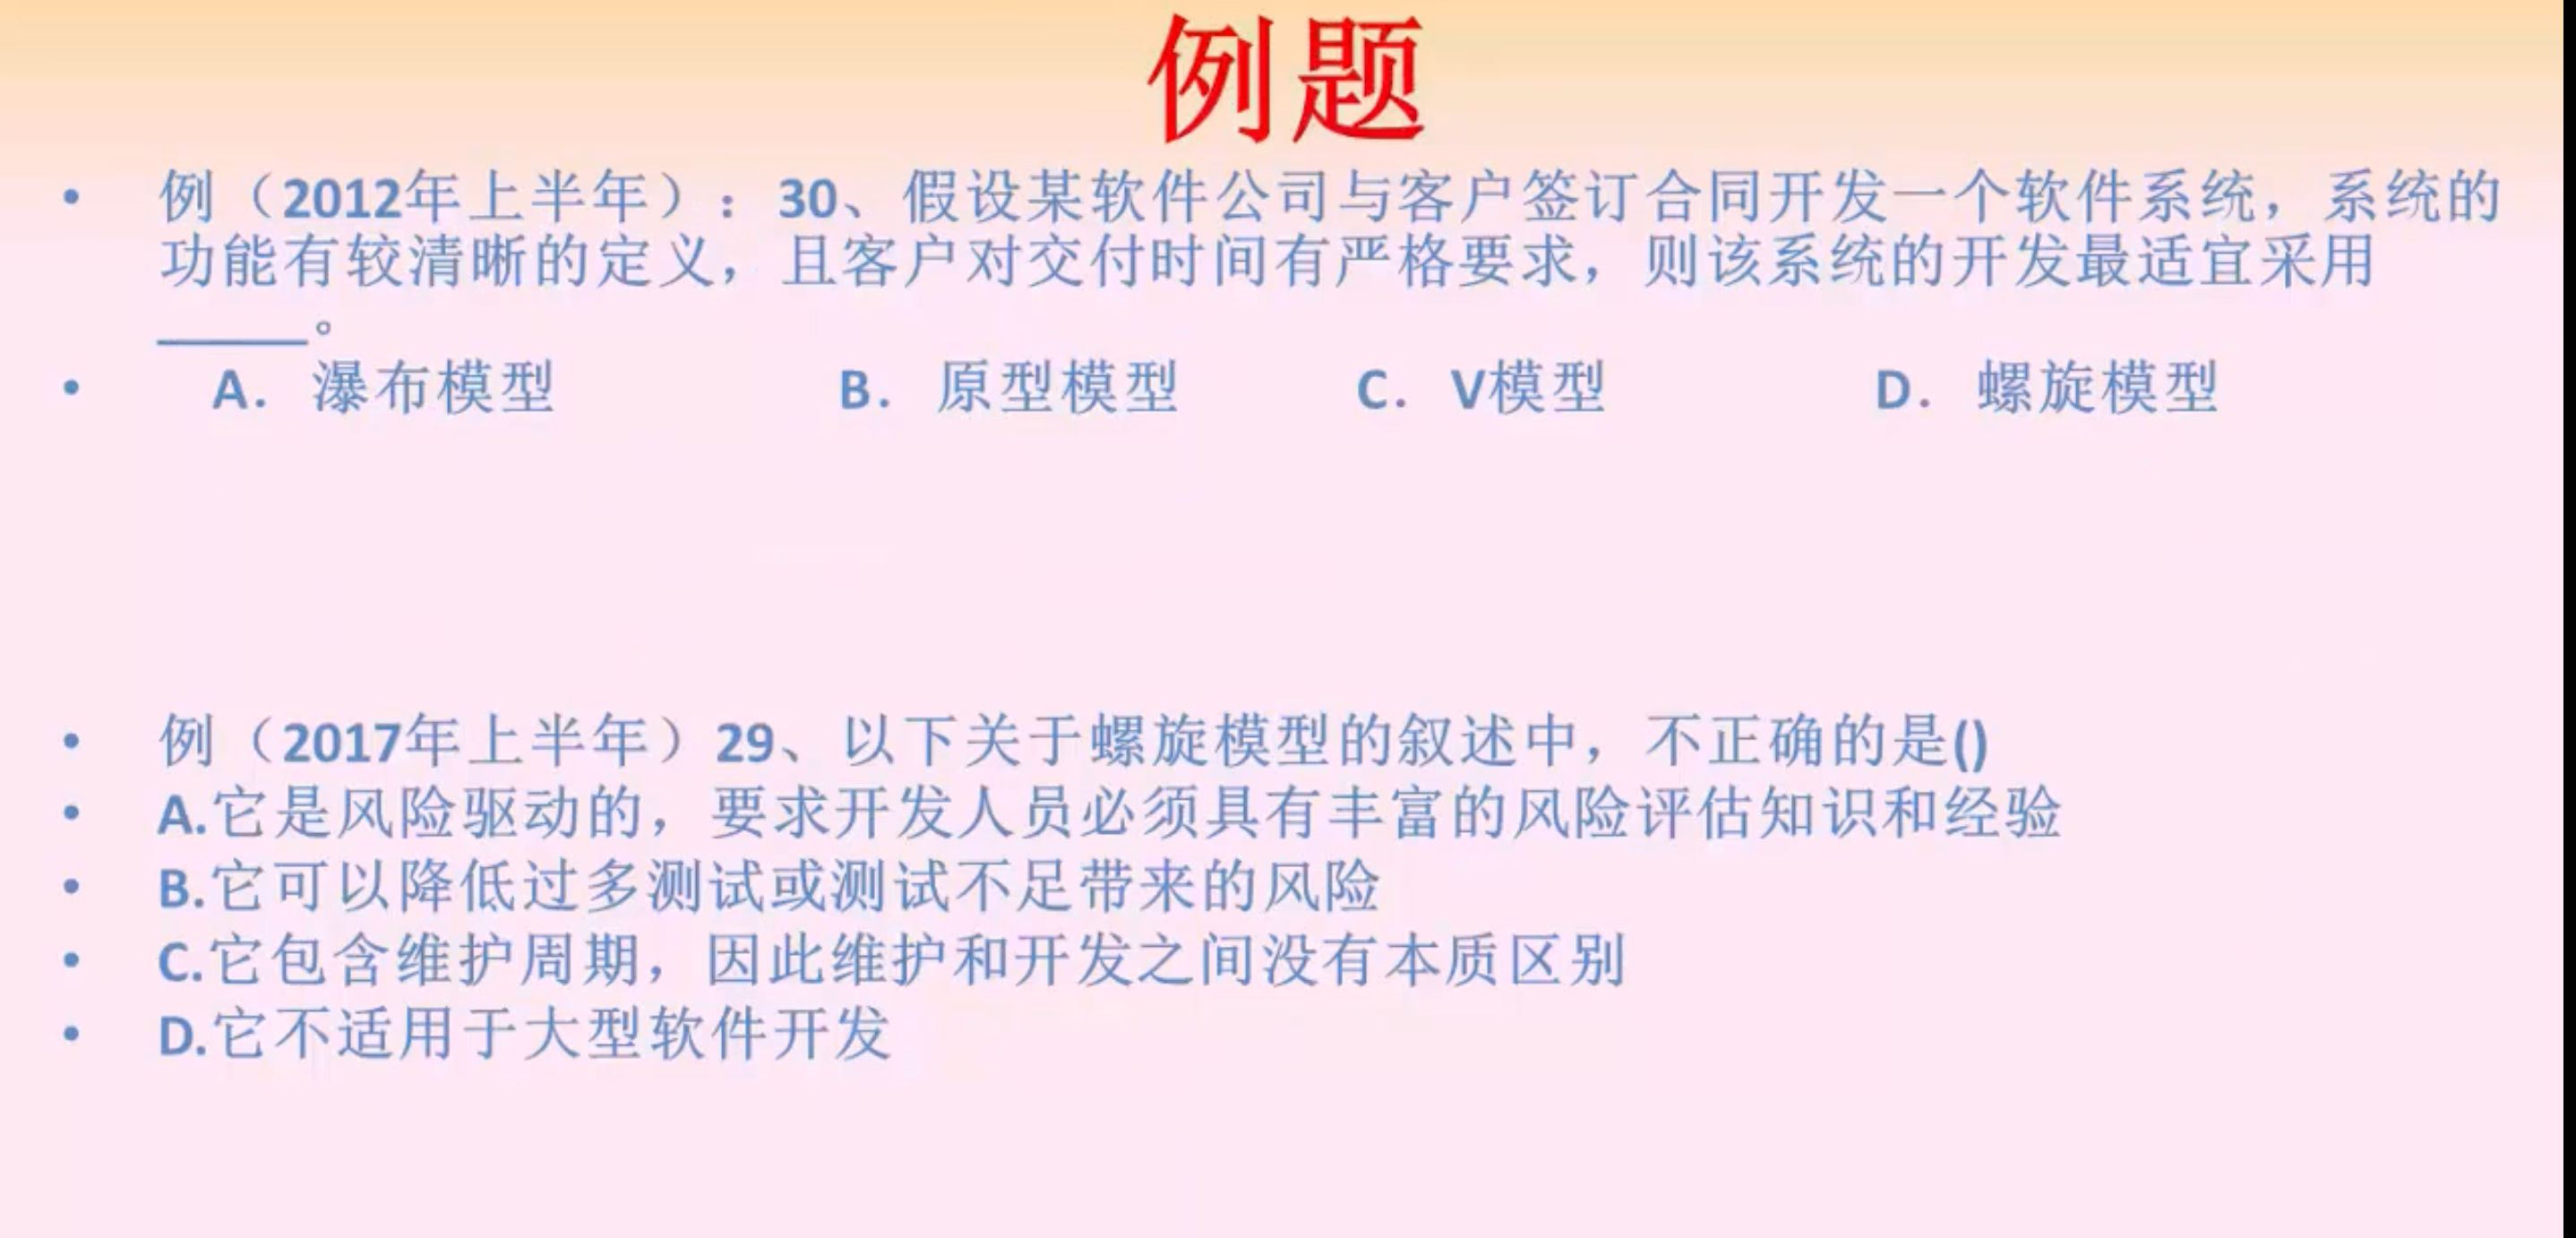 例题
• 例（2012年上半年）：30、假设某软件公司与客户签订合同开发一个软件系统，系统的
功能有较清晰的定义，且客户对交付时间有严格要求，则该系统的开发最适宜采用
_____。
• A．瀑布模型 B．原型模型 C．V模型 D．螺旋模型
• 例（2017年上半年）29、以下关于螺旋模型的叙述中，不正确的是()
• A.它是风险驱动的，要求开发人员必须具有丰富的风险评估知识和经验
• B.它可以降低过多测试或测试不足带来的风险
• C.它包含维护周期，因此维护和开发之间没有本质区别
• D.它不适用于大型软件开发